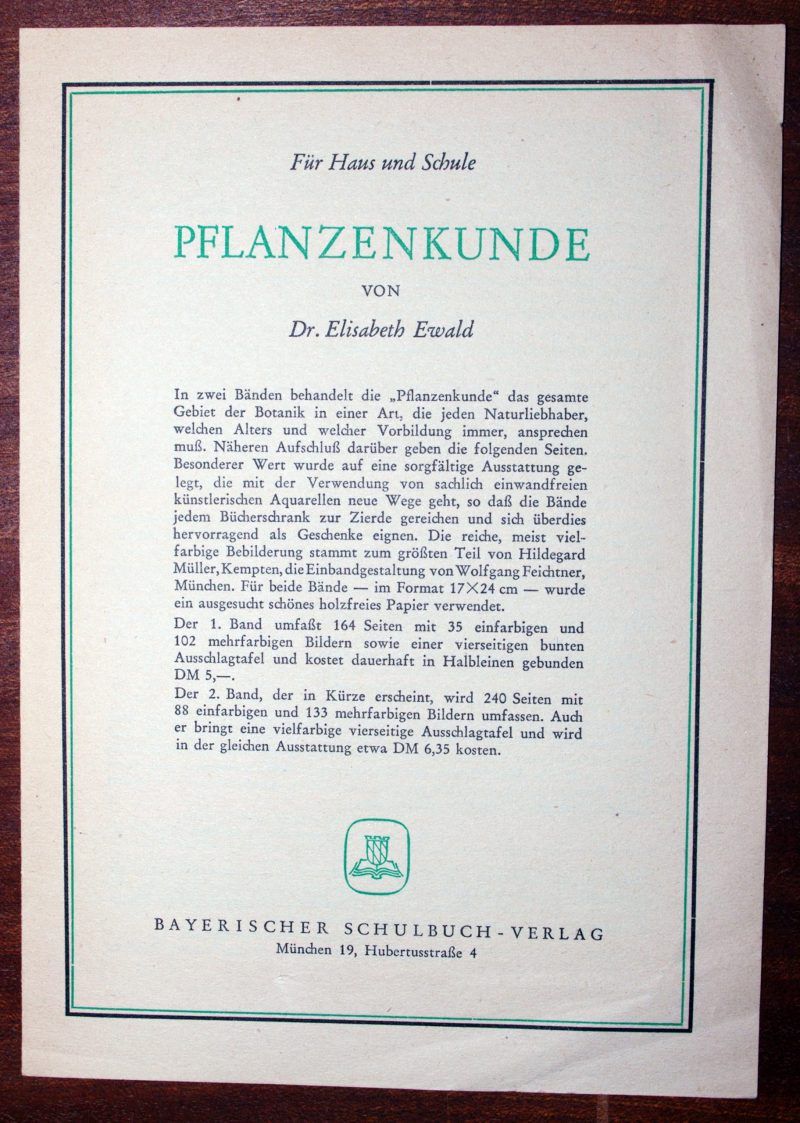 Für Haus und Schule
PFLANZENKUNDE
VON
Dr. Elisabeth Ewald
In zwei Bänden behandelt die „Pflanzenkunde“ das gesamte
Gebiet der Botanik in einer Art, die jeden Naturliebhaber,
welchen Alters und welcher Vorbildung immer, ansprechen
muß. Näheren Aufschluß darüber geben die folgenden Seiten.
Besonderer Wert wurde auf eine sorgfältige Ausstattung ge-
legt, die mit der Verwendung von sachlich einwandfreien
künstlerischen Aquarellen neue Wege geht, so daß die Bände
jedem Bücherschrank zur Zierde gereichen und sich überdies
hervorragend als Geschenke eignen. Die reiche, meist viel-
farbige Bebilderung stammt zum größten Teil von Hildegard
Müller, Kempten, die Einbandgestaltung von Wolfgang Feichtner,
München. Für beide Bände — im Format 17×24 cm — wurde
ein ausgesucht schönes holzfreies Papier verwendet.
Der 1. Band umfaßt 164 Seiten mit 35 einfarbigen und
102 mehrfarbigen Bildern sowie einer vierseitigen bunten
Ausschlagtafel und kostet dauerhaft in Halbleinen gebunden
DM 5,—.
Der 2. Band, der in Kürze erscheint, wird 240 Seiten mit
88 einfarbigen und 133 mehrfarbigen Bildern umfassen. Auch
er bringt eine vielfarbige vierseitige Ausschlagtafel und wird
in der gleichen Ausstattung etwa DM 6,35 kosten.
BAYERISCHER SCHULBUCH-VERLAG
München 19, Hubertusstraße 4